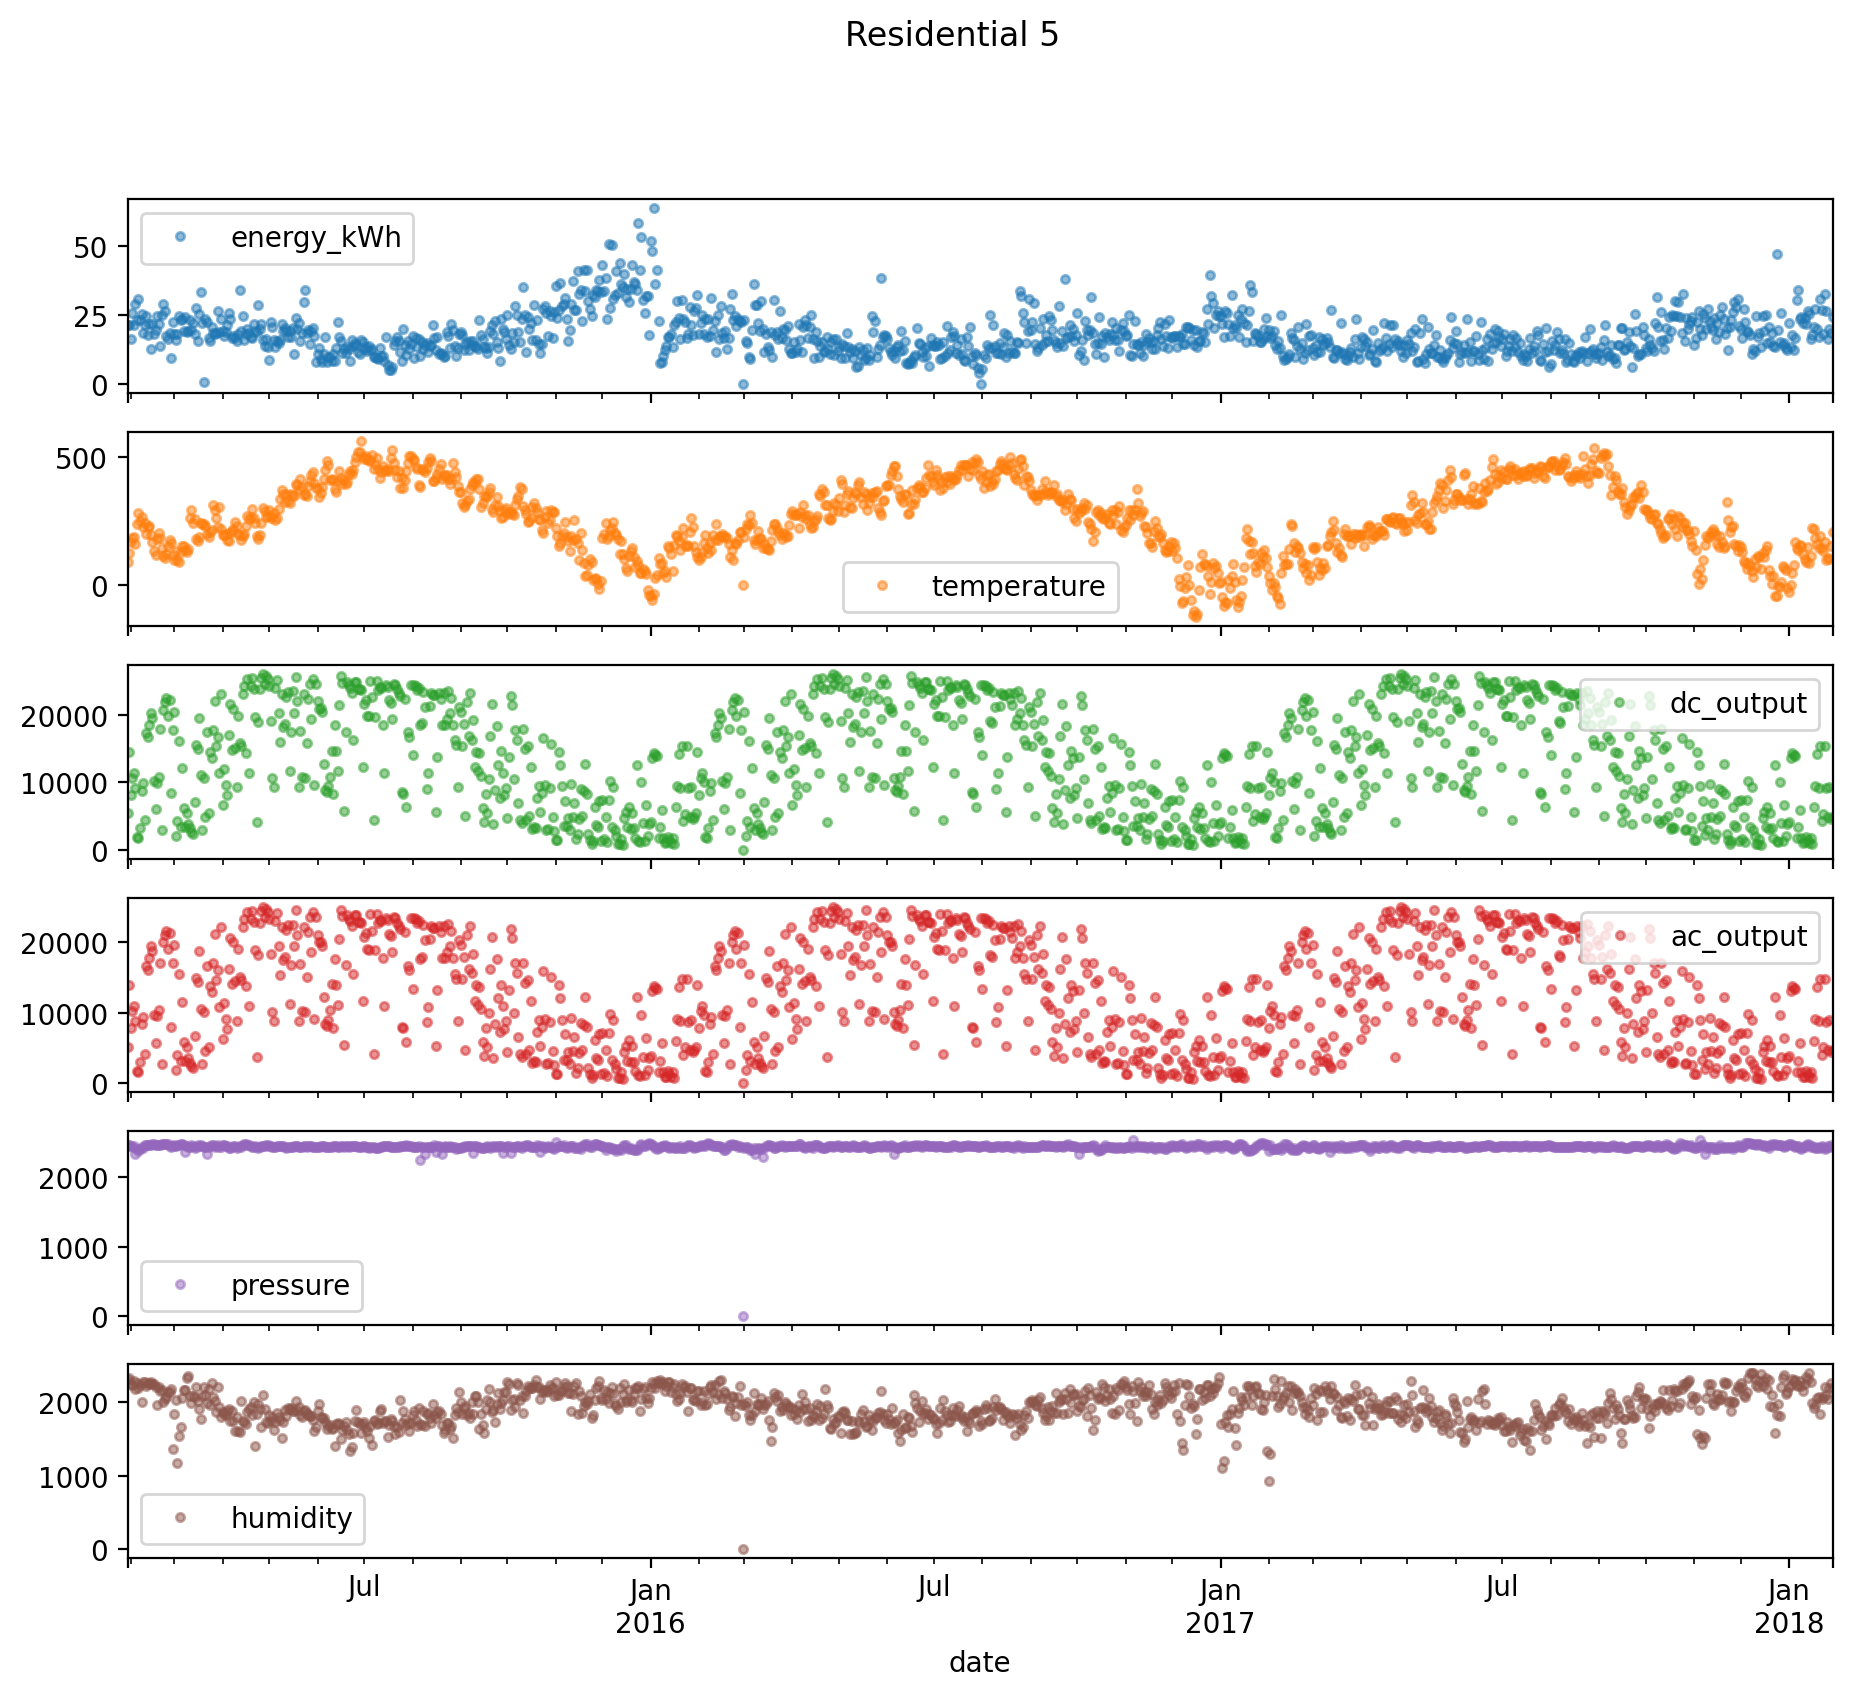 Residential 5
energy_kWh
50
25
0
500
temperature
0
dc_output
20000
10000
0
ac_output
20000
10000
0
2000
1000
pressure
0
2000
1000
humidity
0
Jul Jan Jul Jan Jul Jan
2016 2017 2018
date